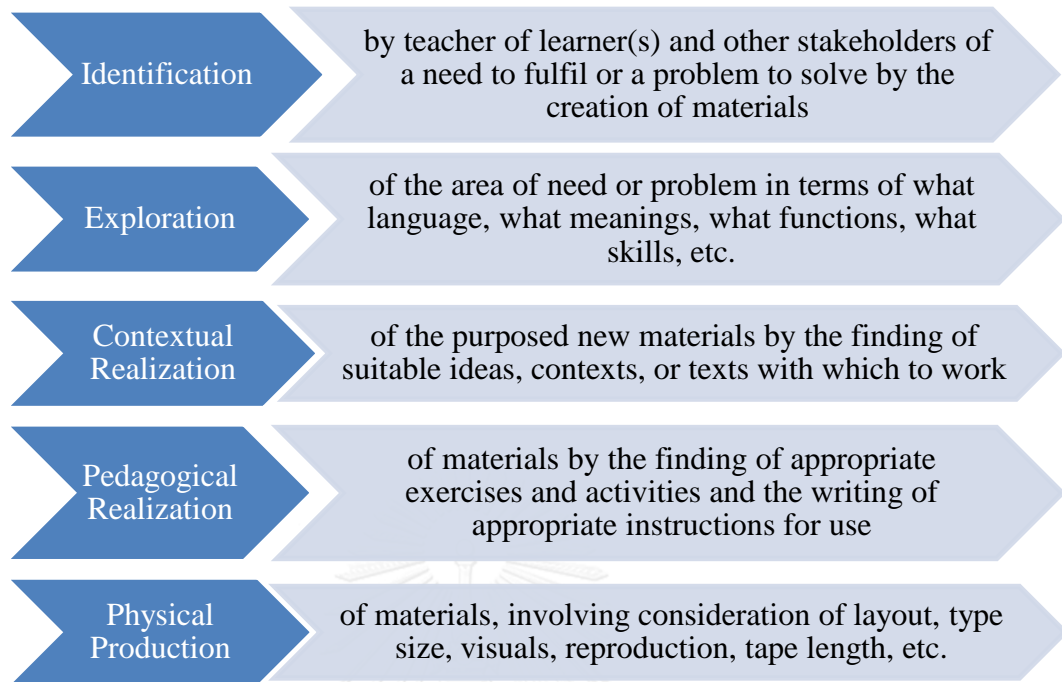 Identification
by teacher of learner(s) and other stakeholders of
a need to fulfil or a problem to solve by the
creation of materials
Exploration
of the area of need or problem in terms of what
language, what meanings, what functions, what
skills, etc.
Contextual
Realization
of the purposed new materials by the finding of
suitable ideas, contexts, or texts with which to work
Pedagogical
Realization
of materials by the finding of appropriate
exercises and activities and the writing of
appropriate instructions for use
Physical
Production
of materials, involving consideration of layout, type
size, visuals, reproduction, tape length, etc.